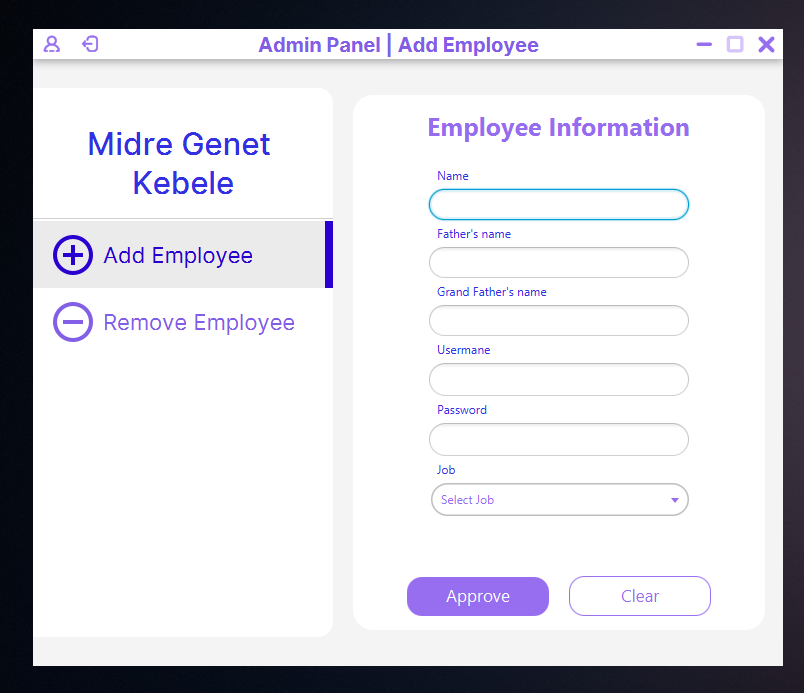 Admin Panel | Add Employee
Midre Genet
Kebele
Add Employee
Remove Employee
Employee Information
Name
Father's name
Grand Father's name
Usermane
Password
Job
Select Job
Approve
Clear